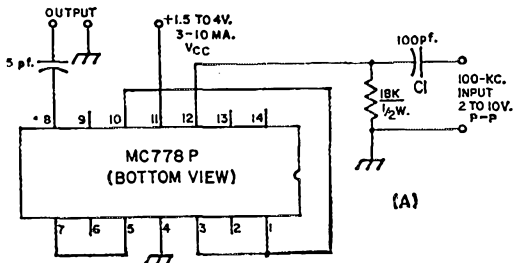 OUTPUT
+1.5 TO 4V.
3-10 MA.
VCC
5 pf.
100pf.
C1
18K
1/2W.
100-KC.
INPUT
2 TO 10V.
P-P
8 9 10 11 12 13 14
MC778P
(BOTTOM VIEW)
(A)
7 6 5 4 3 2 1